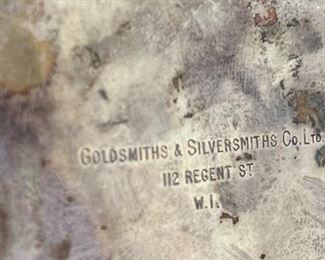 GOLDSMITHS & SILVERSMITHS CO. LTD.
112 REGENT ST
W.1.